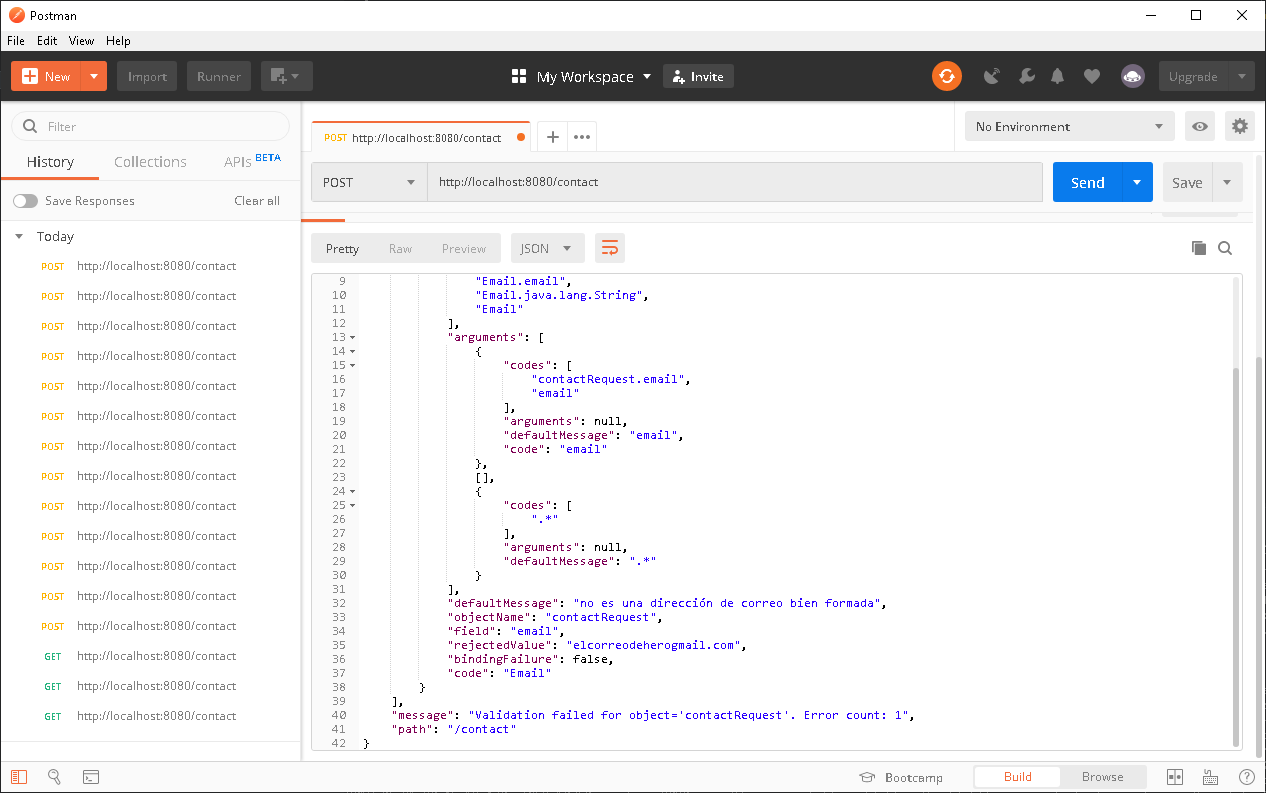 Postman
File Edit View Help
New Import Runner My Workspace Invite Upgrade
Filter
History Collections APIs BETA
Save Responses Clear all
Today
POST http://localhost:8080/contact
POST http://localhost:8080/contact
POST http://localhost:8080/contact
POST http://localhost:8080/contact
POST http://localhost:8080/contact
POST http://localhost:8080/contact
POST http://localhost:8080/contact
POST http://localhost:8080/contact
POST http://localhost:8080/contact
POST http://localhost:8080/contact
POST http://localhost:8080/contact
POST http://localhost:8080/contact
POST http://localhost:8080/contact
GET http://localhost:8080/contact
GET http://localhost:8080/contact
GET http://localhost:8080/contact
POST http://localhost:8080/contact
No Environment
POST http://localhost:8080/contact Send Save
Pretty Raw Preview JSON
9 "Email.email",
10 "Email.java.lang.String",
11 "Email"
12 ],
13 "arguments": [
14 {
15 "codes": [
16 "contactRequest.email",
17 "email"
18 ],
19 "arguments": null,
20 "defaultMessage": "email",
21 "code": "email"
22 },
23 [],
24 {
25 "codes": [
26 ".*"
27 ],
28 "arguments": null,
29 "defaultMessage": ".*"
30 }
31 ],
32 "defaultMessage": "no es una dirección de correo bien formada",
33 "objectName": "contactRequest",
34 "field": "email",
35 "rejectedValue": "elcorreodeherogmail.com",
36 "bindingFailure": false,
37 "code": "Email"
38 }
39 ],
40 "message": "Validation failed for object='contactRequest'. Error count: 1",
41 "path": "/contact"
42 }
Bootcamp Build Browse